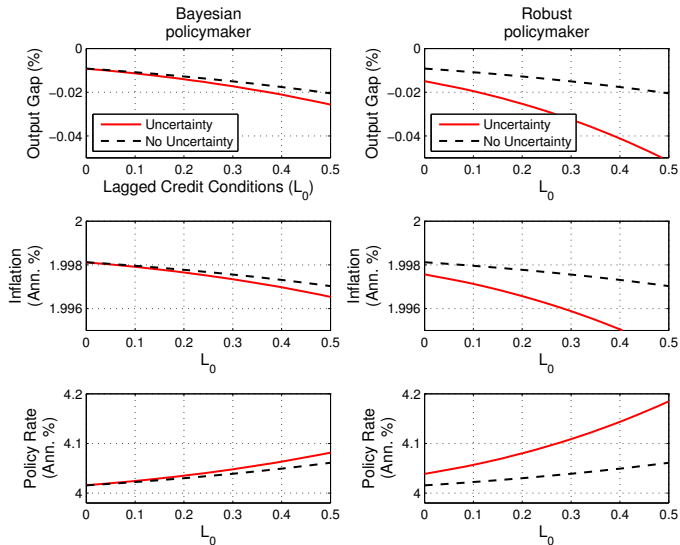 Bayesian
policymaker
Robust
policymaker
Output Gap (%)
0
−0.02
−0.04
Uncertainty
No Uncertainty
0 0.1 0.2 0.3 0.4 0.5
Lagged Credit Conditions (L0)
Output Gap (%)
0
−0.02
−0.04
Uncertainty
No Uncertainty
0 0.1 0.2 0.3 0.4 0.5
L0
Inflation
(Ann. %)
2
1.998
1.996
0 0.1 0.2 0.3 0.4 0.5
L0
Inflation
(Ann. %)
2
1.998
1.996
0 0.1 0.2 0.3 0.4 0.5
L0
Policy Rate
(Ann. %)
4.2
4.1
4
0 0.1 0.2 0.3 0.4 0.5
L0
Policy Rate
(Ann. %)
4.2
4.1
4
0 0.1 0.2 0.3 0.4 0.5
L0